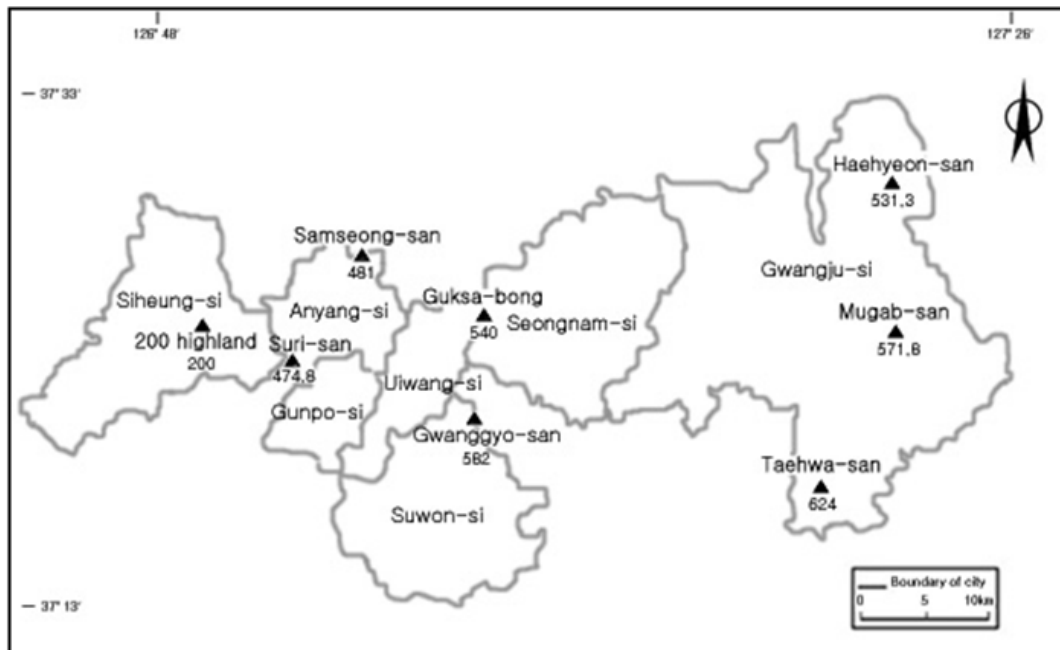 126° 48'
127° 26'
37° 33'
Haehyeon-san
531.3
Samseong-san
481
Gwangju-si
Siheung-si
Anyang-si
Guksa-bong
540
Seongnam-si
Mugab-san
571.8
200 highland
200
Suri-san
474.8
Uiwang-si
Gunpo-si
Gwanggyo-san
582
Taehwa-san
624
Suwon-si
Boundary of city
0 5 10km
37° 13'